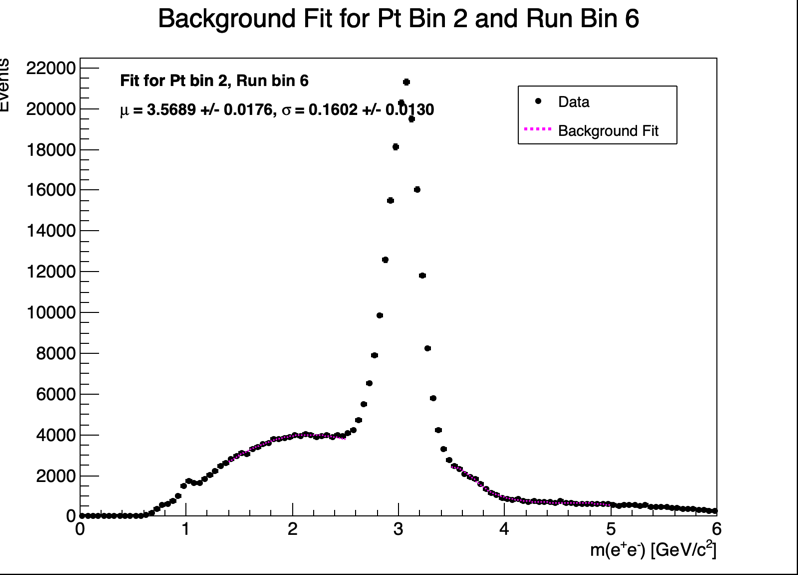 Background Fit for Pt Bin 2 and Run Bin 6
Events
22000
20000
18000
16000
14000
12000
10000
8000
6000
4000
2000
0
Fit for Pt bin 2, Run bin 6
μ = 3.5689 +/- 0.0176, σ = 0.1602 +/- 0.0130
Data
Background Fit
0 1 2 3 4 5 6
m(e⁺e⁻) [GeV/c²]